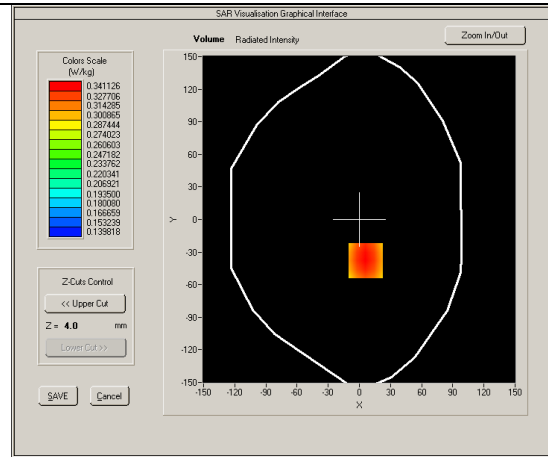 SAR Visualisation Graphical Interface
Volume Radiated Intensity
Zoom In/Out
Colors Scale
(W/kg)
0.341126
0.327706
0.314285
0.300865
0.287444
0.274023
0.260603
0.247182
0.233762
0.220341
0.206921
0.193500
0.180080
0.166659
0.153239
0.139818
Z-Cuts Control
<< Upper Cut
Z = 4.0 mm
Lower Cut >>
SAVE
Cancel
150
120
90
60
30
0
-30
-60
-90
-120
-150
Y
-150 -120 -90 -60 -30 0 30 60 90 120 150
X